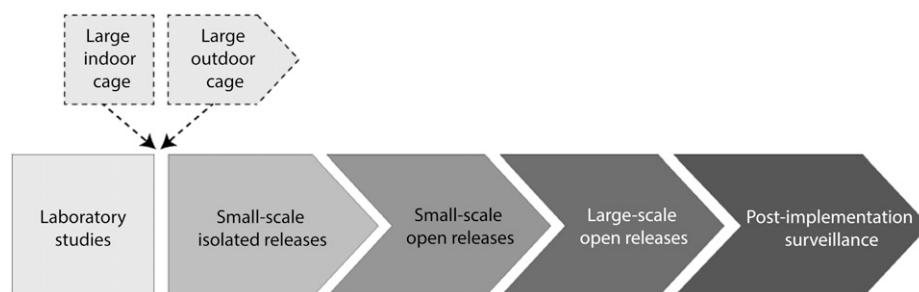 Large
indoor
cage
Large
outdoor
cage
Laboratory
studies
Small-scale
isolated releases
Small-scale
open releases
Large-scale
open releases
Post-implementation
surveillance